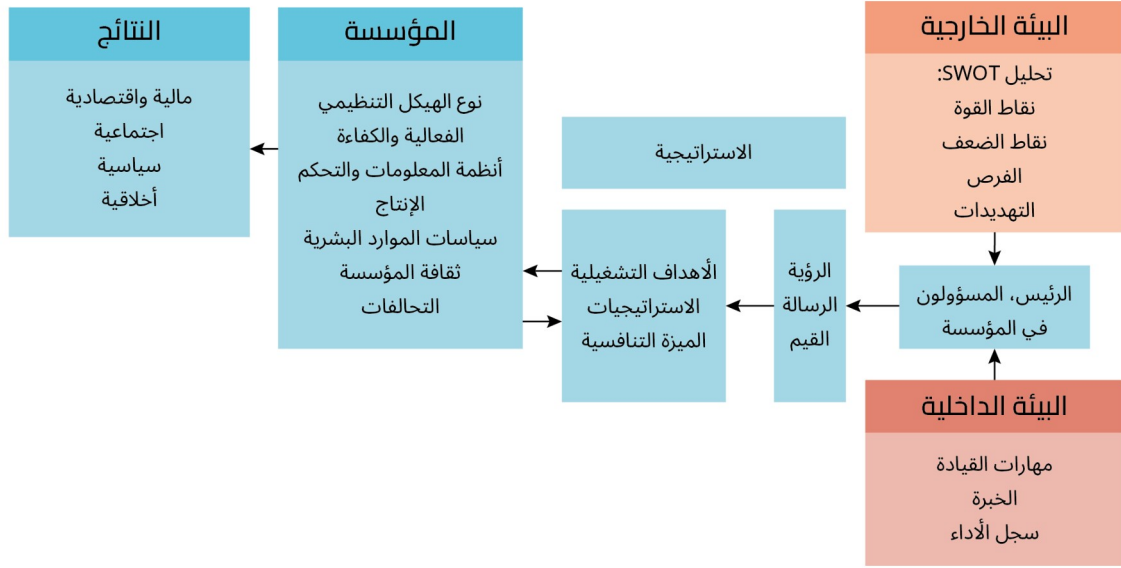 البيئة الخارجية
تحليل SWOT:
نقاط القوة
نقاط الضعف
الفرص
التهديدات
الرئيس، المسؤولون
في المؤسسة
البيئة الداخلية
مهارات القيادة
الخبرة
سجل الأداء
الاستراتيجية
الرؤية
الرسالة
القيم
الأهداف التشغيلية
الاستراتيجيات
الميزة التنافسية
المؤسسة
نوع الهيكل التنظيمي
الفعالية والكفاءة
أنظمة المعلومات والتحكم
الإنتاج
سياسات الموارد البشرية
ثقافة المؤسسة
التحالفات
النتائج
مالية واقتصادية
اجتماعية
سياسية
أخلاقية